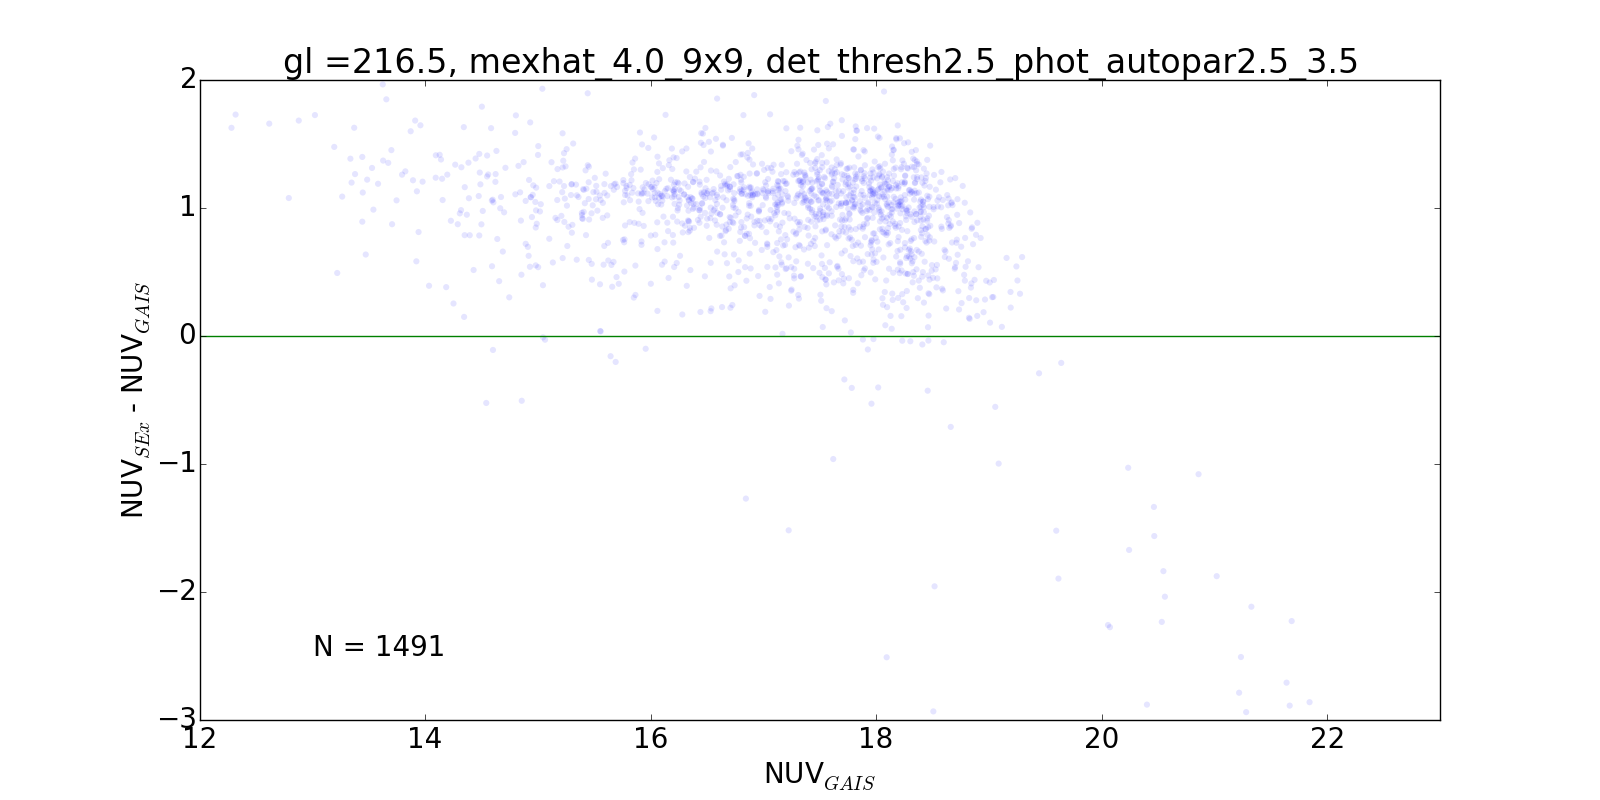 gl =216.5, mexhat_4.0_9x9, det_thresh2.5_phot_autopar2.5_3.5
2
1
0
−1
−2
−3
NUV_SEx - NUV_GAIS
N = 1491
12 14 16 18 20 22
NUV_GAIS